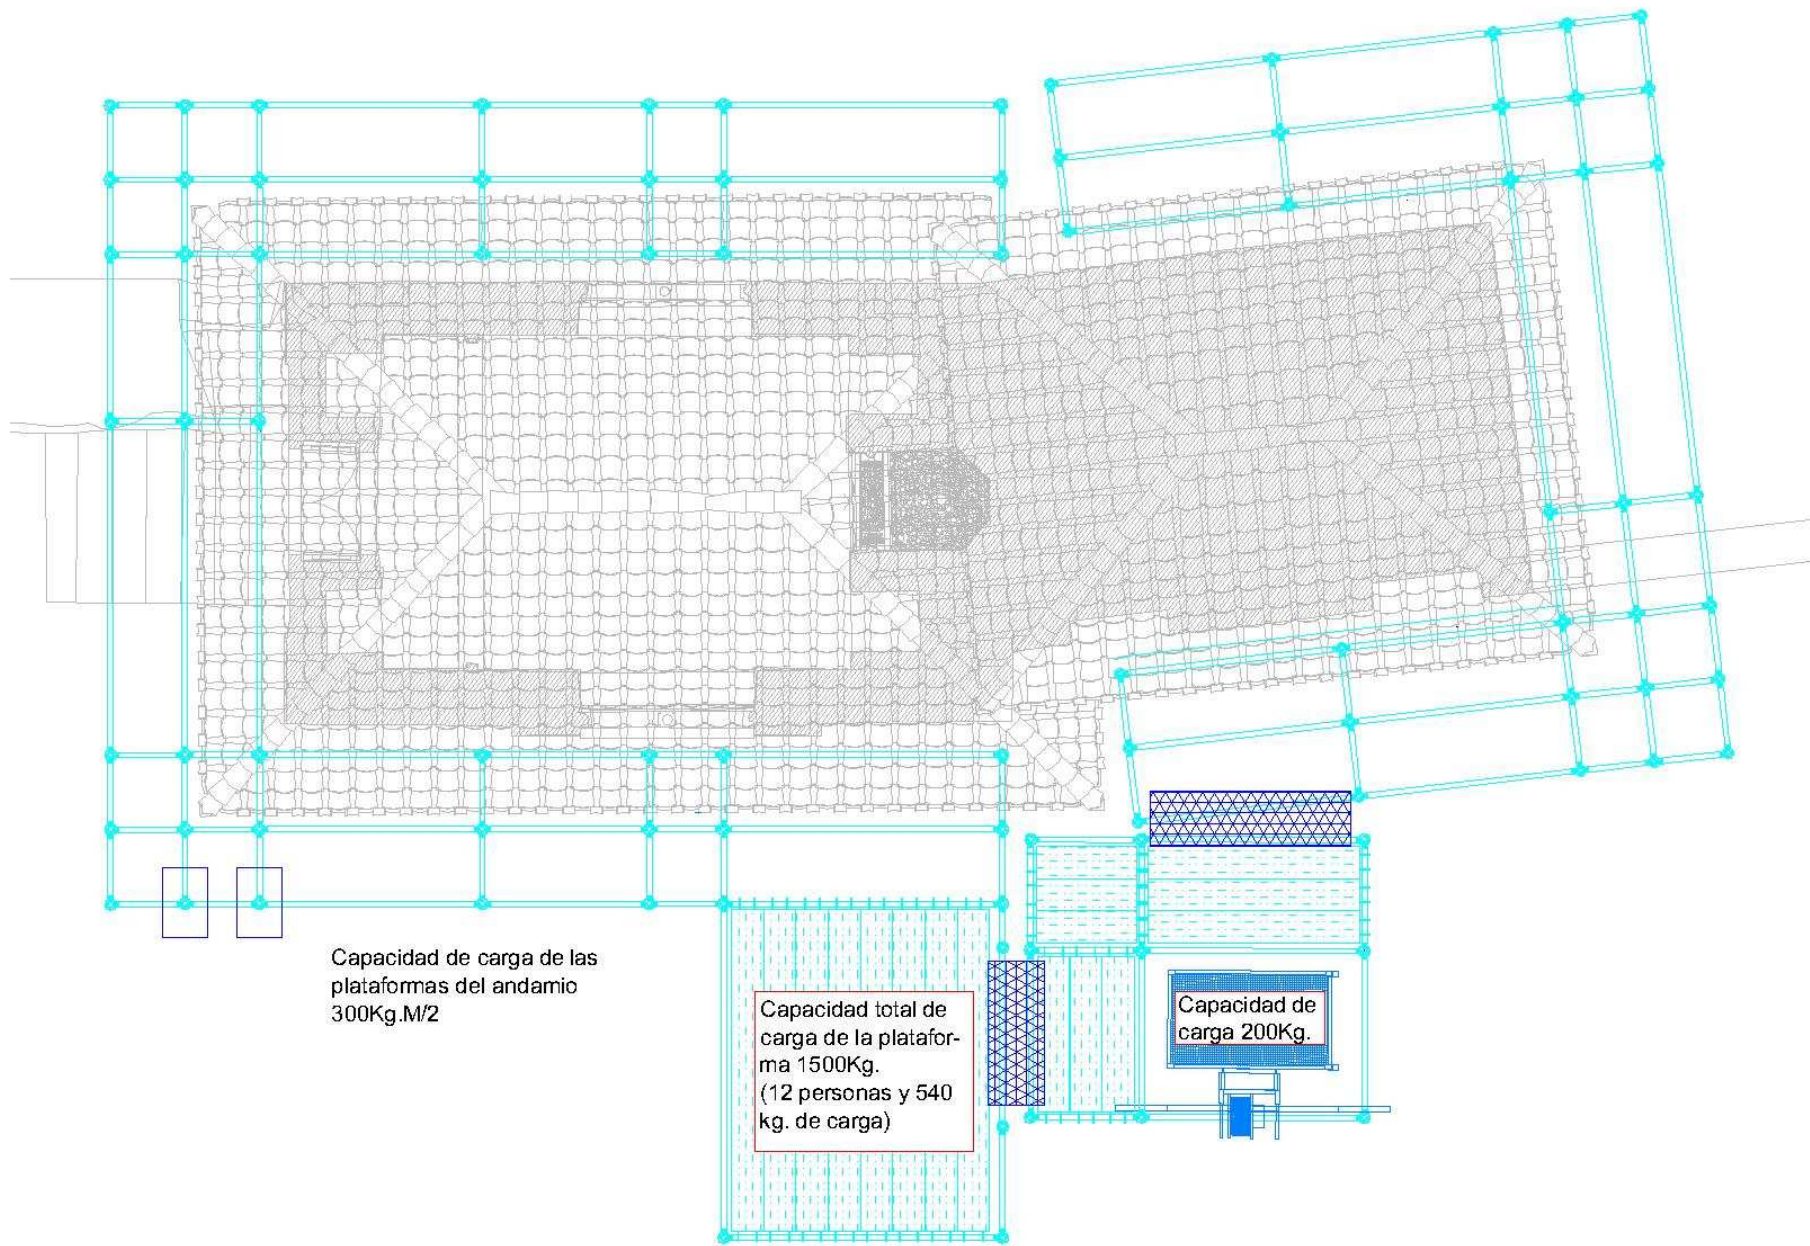 Capacidad de carga de las
plataformas del andamio
300Kg.M/2
Capacidad total de
carga de la platafor-
ma 1500Kg.
(12 personas y 540
kg. de carga)
Capacidad de
carga 200Kg.